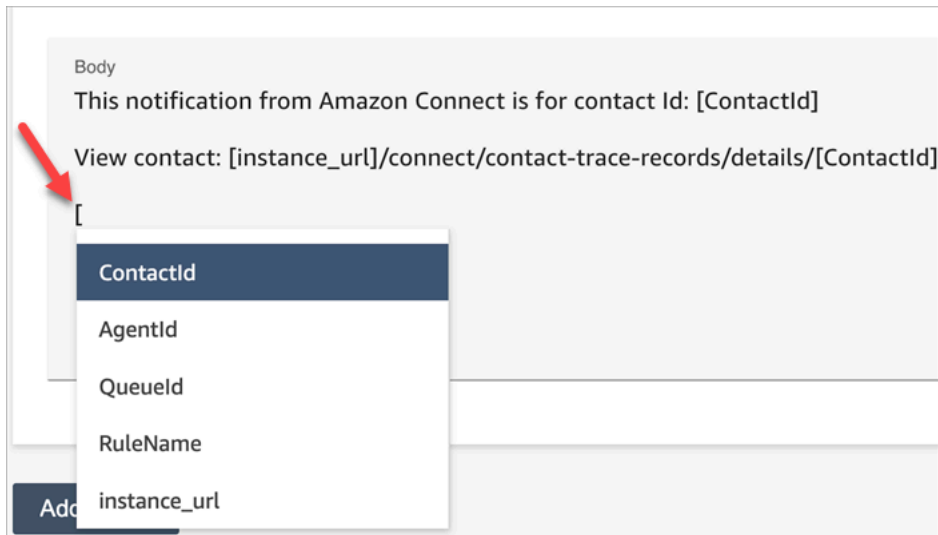 Body
This notification from Amazon Connect is for contact Id: [ContactId]
View contact: [instance_url]/connect/contact-trace-records/details/[ContactId]
[
ContactId
AgentId
QueueId
RuleName
instance_url